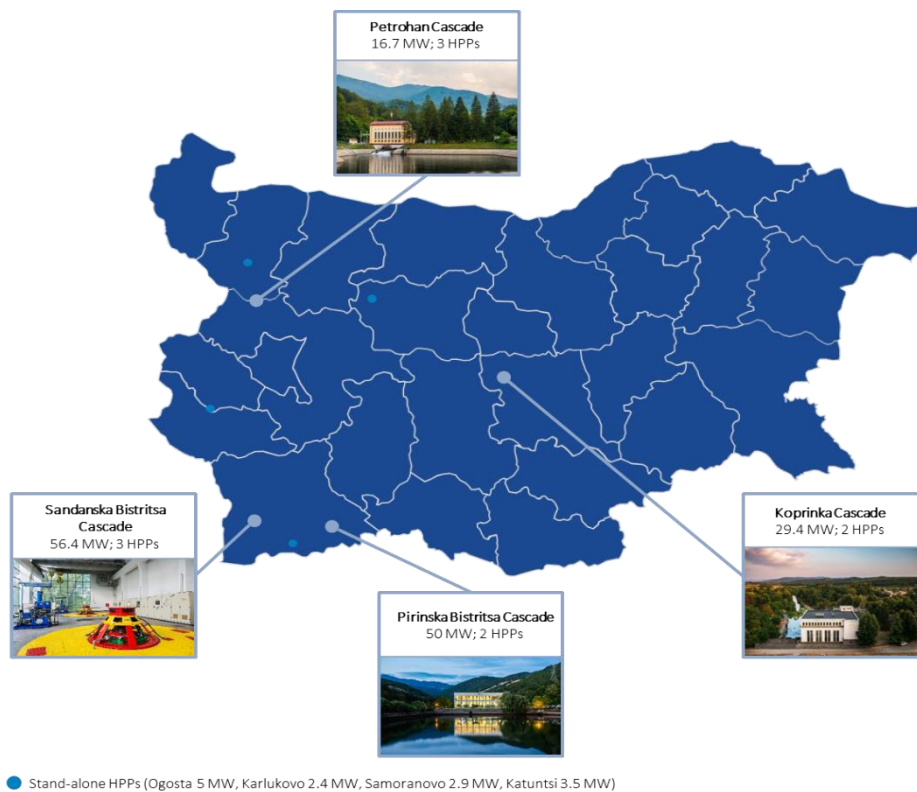 Petrohan Cascade
16.7 MW; 3 HPPs
Sandanska Bistritsa
Cascade
56.4 MW; 3 HPPs
Koprinka Cascade
29.4 MW; 2 HPPs
Pirinska Bistritsa Cascade
50 MW; 2 HPPs
Stand-alone HPPs (Ogosta 5 MW, Karlukovo 2.4 MW, Samoranovo 2.9 MW, Katuntsi 3.5 MW)